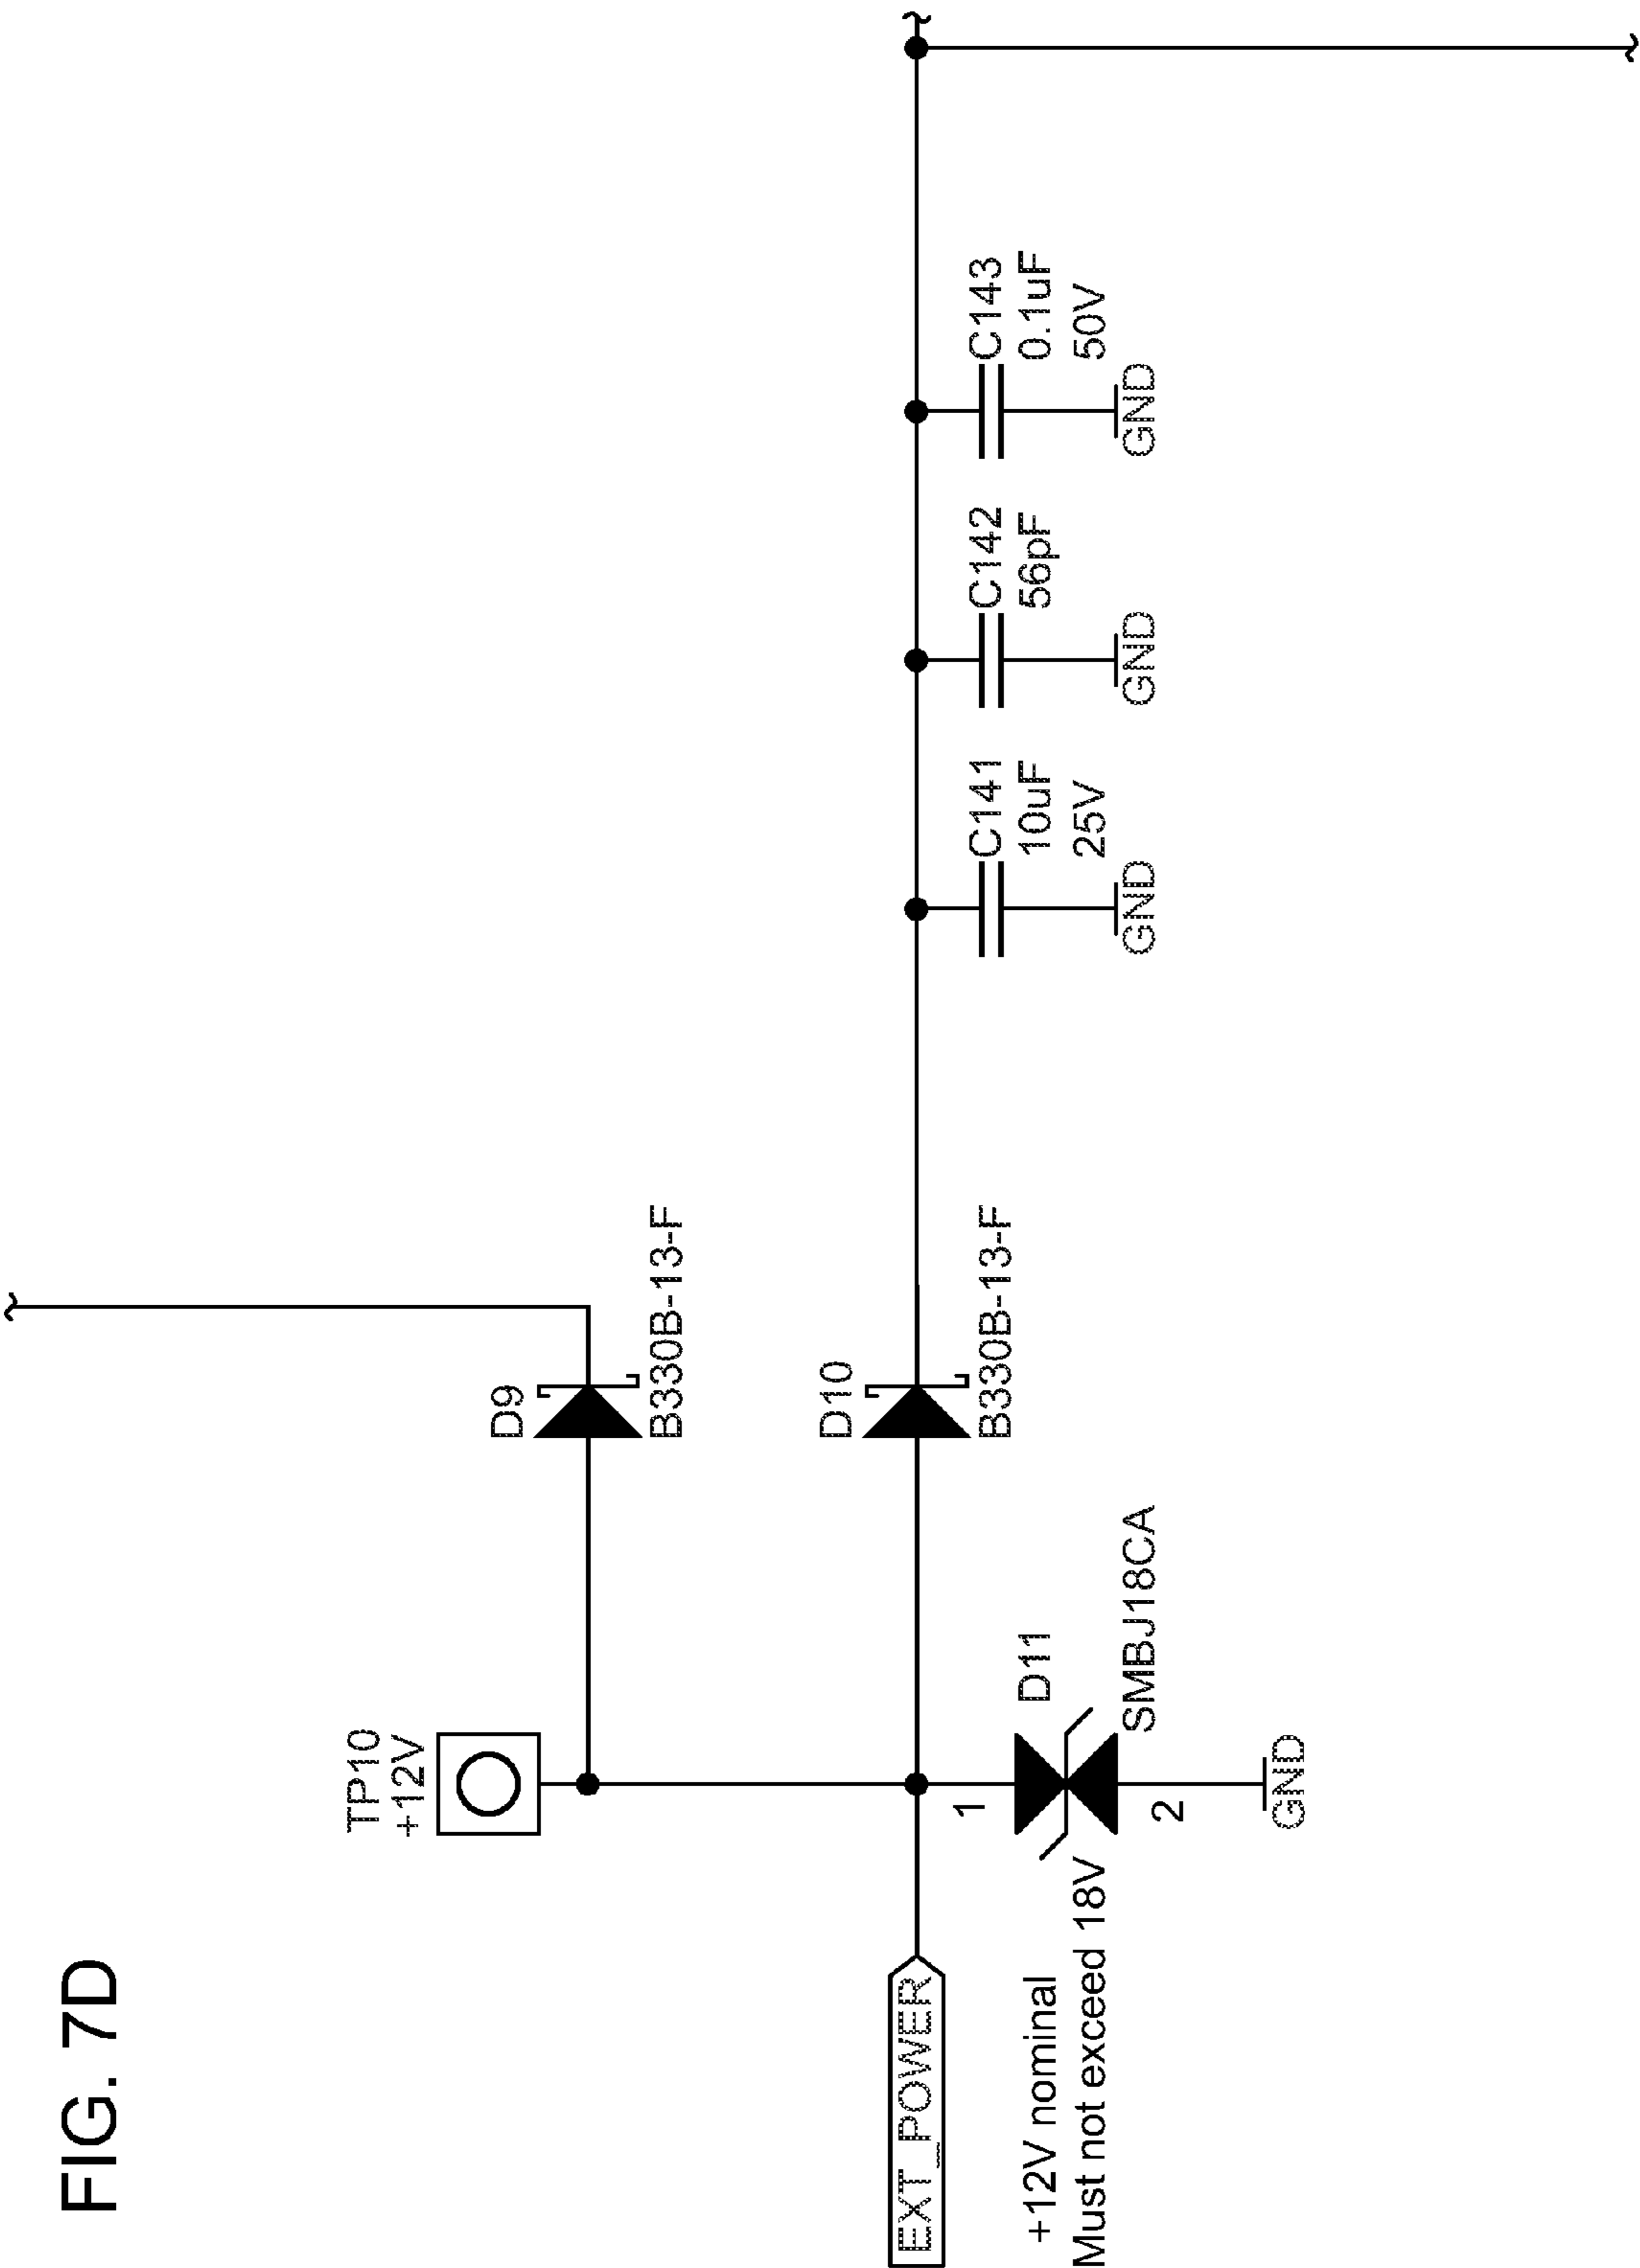 FIG. 7D
TP10
+12V
D9
B330B-13-F
D10
B330B-13-F
EXT_POWER
+12V nominal
Must not exceed 18V
1
D11
SMBJ18CA
2
GND
C141
10uF
25V
GND
C142
56pF
GND
C143
0.1uF
50V
GND